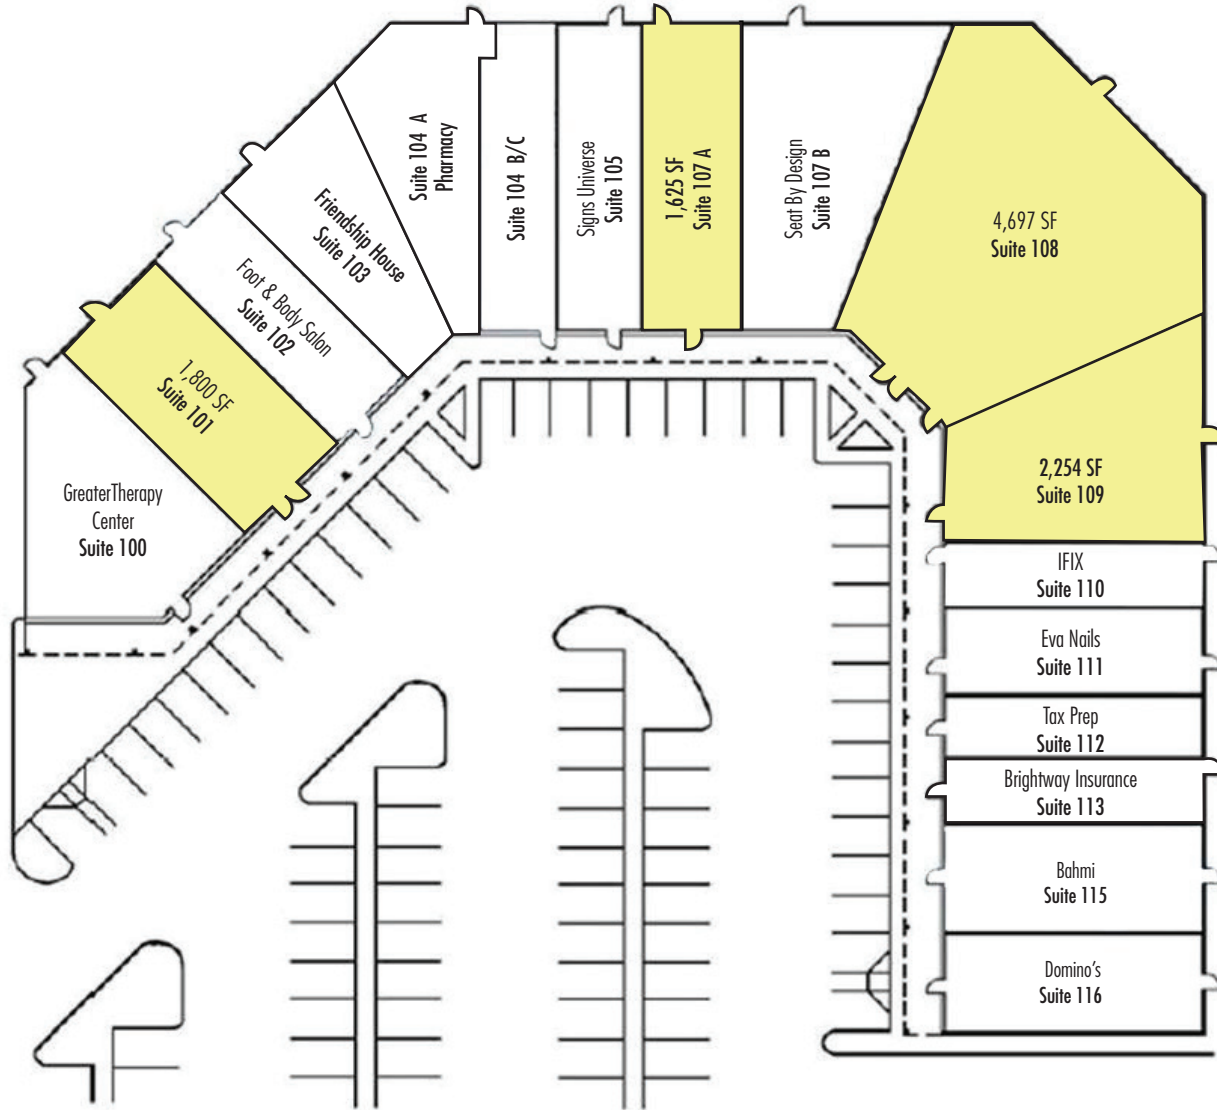 GreaterTherapy
Center
Suite 100
1,800 SF
Suite 101
Foot & Body Salon
Suite 102
Friendship House
Suite 103
Suite 104 A
Pharmacy
Suite 104 B/C
Signs Universe
Suite 105
1,625 SF
Suite 107 A
Seat By Design
Suite 107 B
4,697 SF
Suite 108
2,254 SF
Suite 109
IFIX
Suite 110
Eva Nails
Suite 111
Tax Prep
Suite 112
Brightway Insurance
Suite 113
Bahmi
Suite 115
Domino's
Suite 116